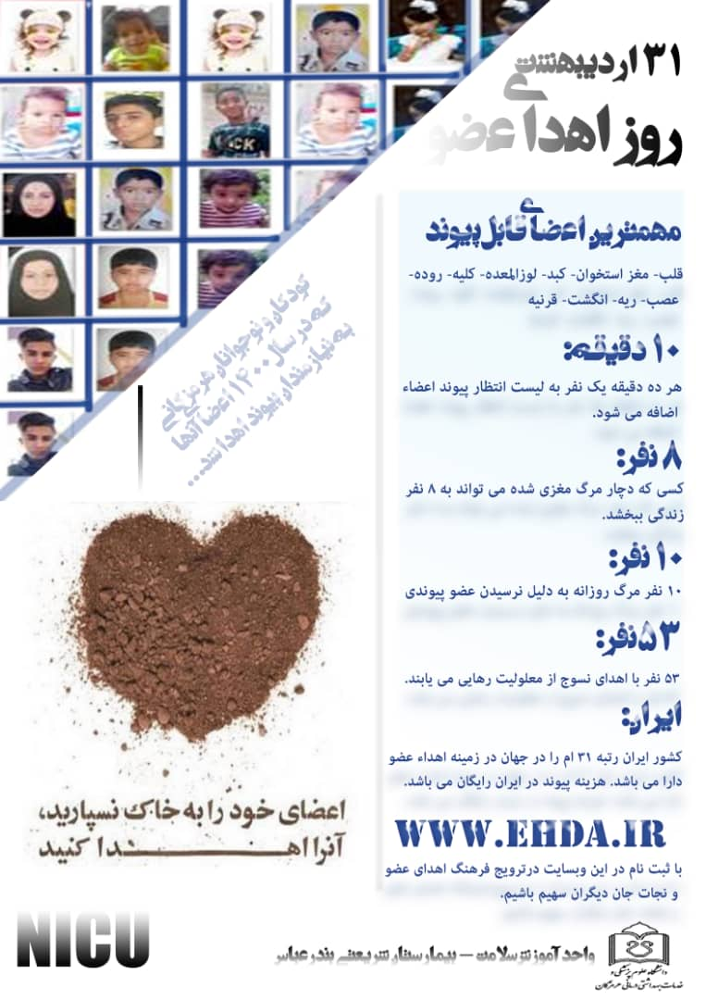 ۳۱ اردیبهشت
روز اهدای عضو
مهمترین اعضای قابل پیوند
قلب- مغز استخوان- کبد- لوزالمعده- کلیه- روده-
عصب- ریه- انگشت- قرنیه
۱۰ دقیقه:
هر ده دقیقه یک نفر به لیست انتظار پیوند اعضاء
اضافه می شود.
۸ نفر:
کسی که دچار مرگ مغزی شده می تواند به ۸ نفر
زندگی ببخشد.
۱۰ نفر:
۱۰ نفر مرگ روزانه به دلیل نرسیدن عضو پیوندی
۵۳ نفر:
۵۳ نفر با اهدای نسوج از معلولیت رهایی می یابند.
ایران:
کشور ایران رتبه ۳۱ ام را در جهان در زمینه اهداء عضو
دارا می باشد. هزینه پیوند در ایران رایگان می باشد.
WWW.EHDA.IR
با ثبت نام در این وبسایت درترویج فرهنگ اهدای عضو
و نجات جان دیگران سهیم باشیم.
کودکان و نوجوانان هرمزگانی
که در سال ۱۴۰۰ اعضا آنها
به نیازمندان پیوند اهدا شد...
اعضای خود را به خاک نسپارید،
آنرا اهدا کنید
NICU
واحد آموزش سلامت – بیمارستان شریعتی بندرعباس
دانشگاه علوم پزشکی و
خدمات بهداشتی درمانی هرمزگان